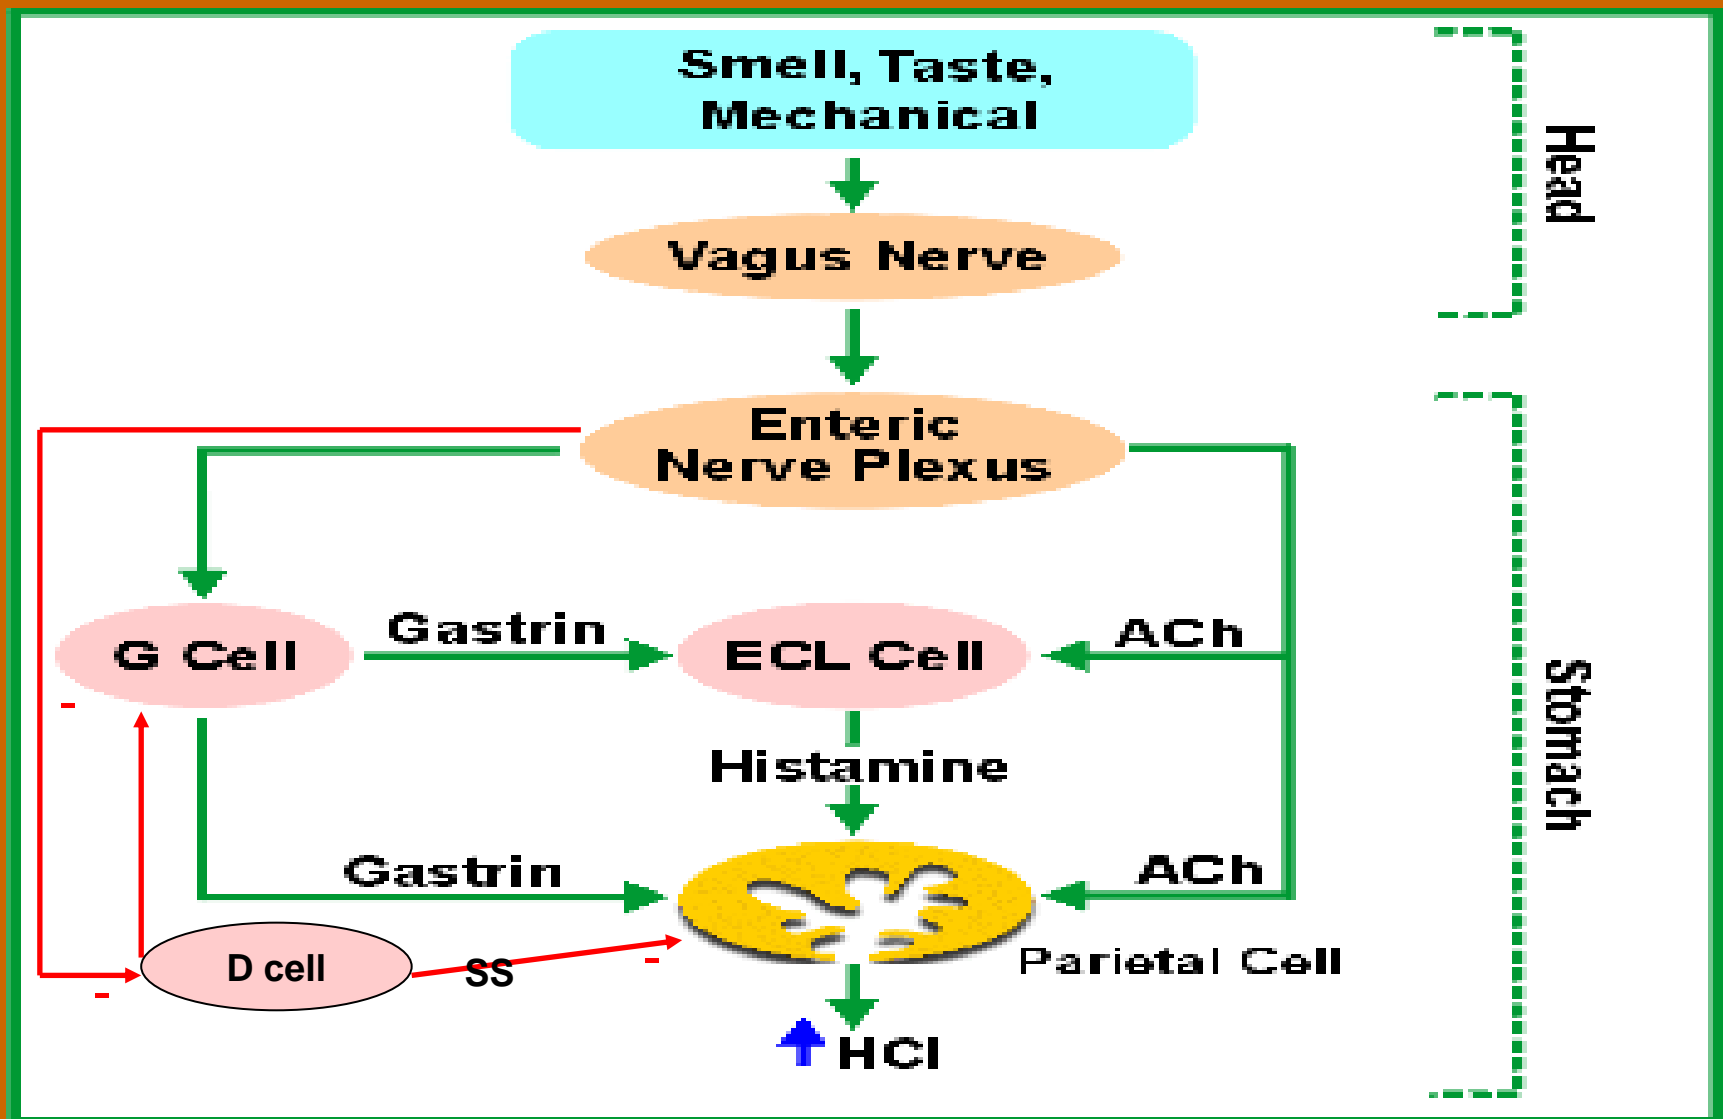 Smell, Taste,
Mechanical
Head
Vagus Nerve
Enteric
Nerve Plexus
G Cell
Gastrin
ECL Cell
ACh
Stomach
-
Histamine
Gastrin
ACh
D cell
SS
-
Parietal Cell
-
HCl